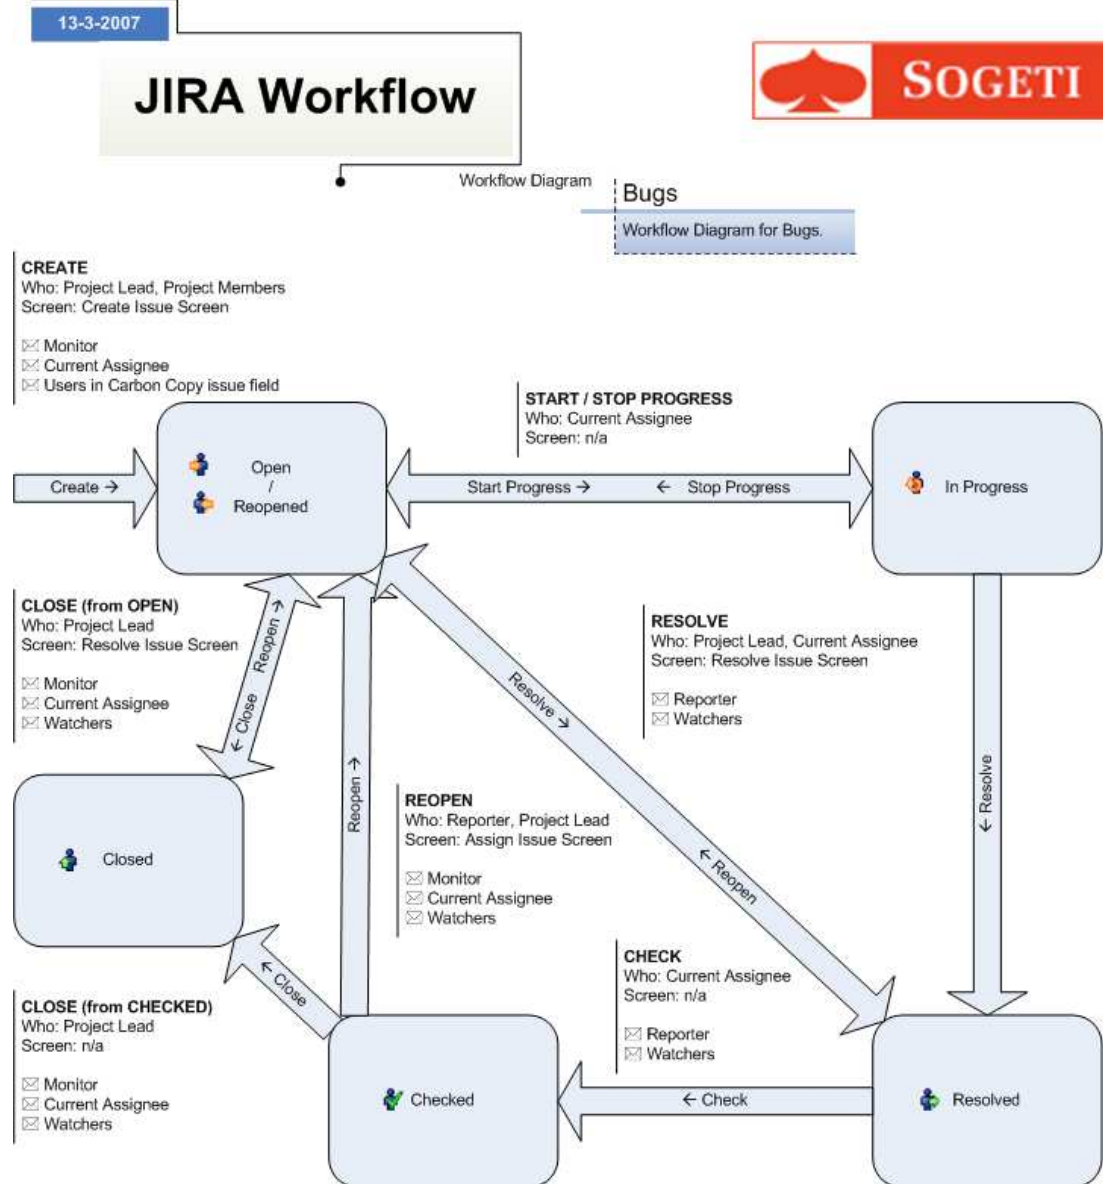 13-3-2007
JIRA Workflow
SOGETI
Workflow Diagram
Bugs
Workflow Diagram for Bugs.
CREATE
Who: Project Lead, Project Members
Screen: Create Issue Screen
Monitor
Current Assignee
Users in Carbon Copy issue field
START / STOP PROGRESS
Who: Current Assignee
Screen: n/a
Create →
Open
/
Reopened
Start Progress →
← Stop Progress
In Progress
CLOSE (from OPEN)
Who: Project Lead
Screen: Resolve Issue Screen
Monitor
Current Assignee
Watchers
← Close
Reopen →
RESOLVE
Who: Project Lead, Current Assignee
Screen: Resolve Issue Screen
Reporter
Watchers
Resolve →
← Reopen
← Resolve
Reopen →
REOPEN
Who: Reporter, Project Lead
Screen: Assign Issue Screen
Monitor
Current Assignee
Watchers
Closed
← Close
CHECK
Who: Current Assignee
Screen: n/a
Reporter
Watchers
CLOSE (from CHECKED)
Who: Project Lead
Screen: n/a
Monitor
Current Assignee
Watchers
Checked
← Check
Resolved